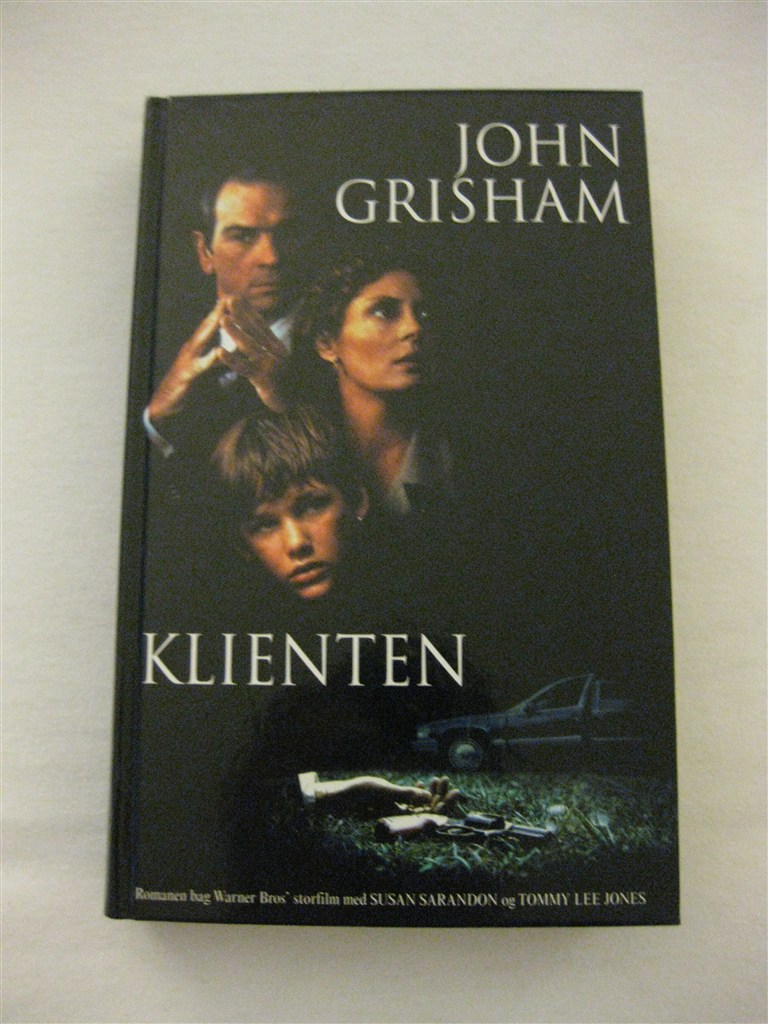 JOHN
GRISHAM
KLIENTEN
Romanen bag Warner Bros' storfilm med SUSAN SARANDON og TOMMY LEE JONES